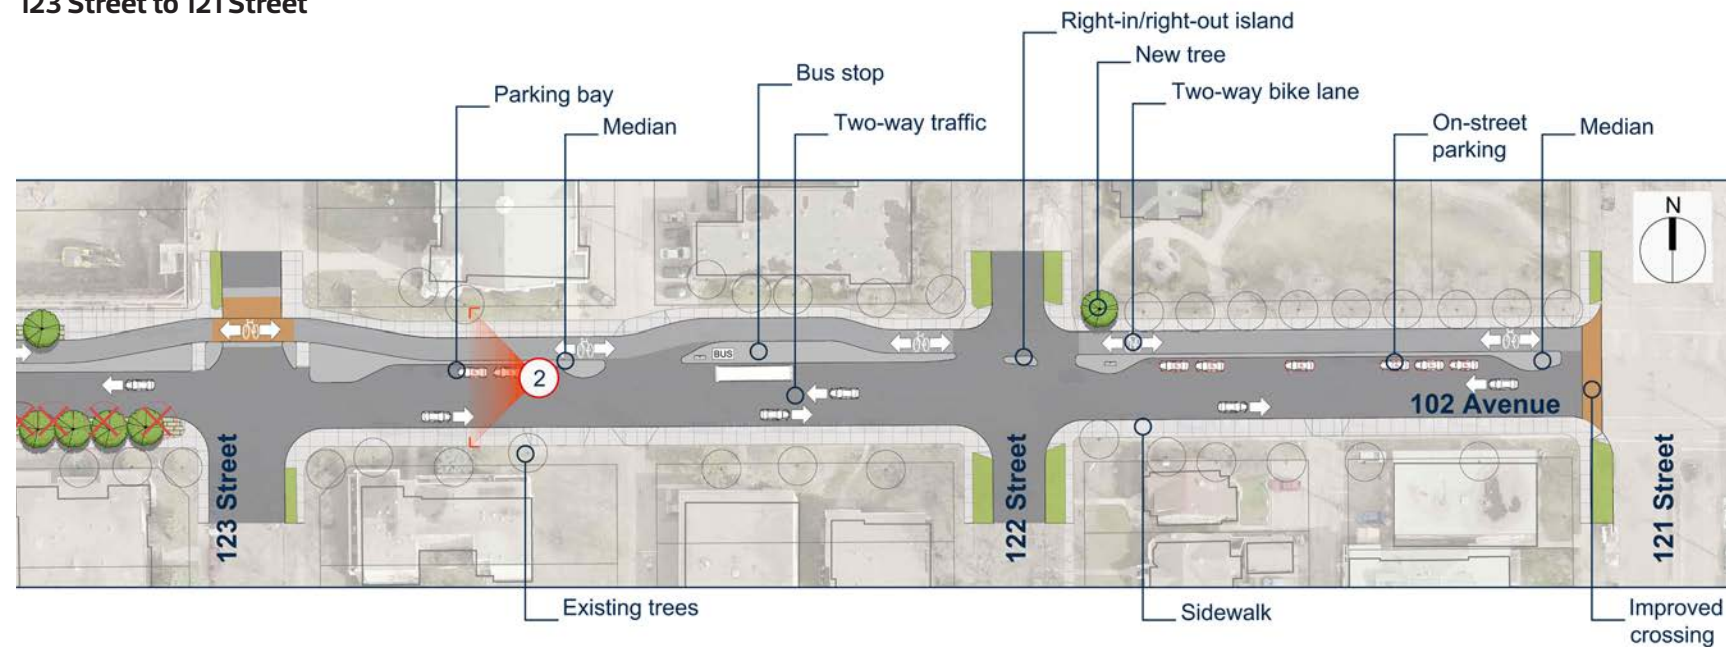 123 Street to 121 Street
Right-in/right-out island
New tree
Bus stop
Two-way bike lane
Parking bay
Median
Two-way traffic
On-street
parking
Median
N
BUS
2
102 Avenue
123 Street
122 Street
121 Street
Existing trees
Sidewalk
Improved
crossing